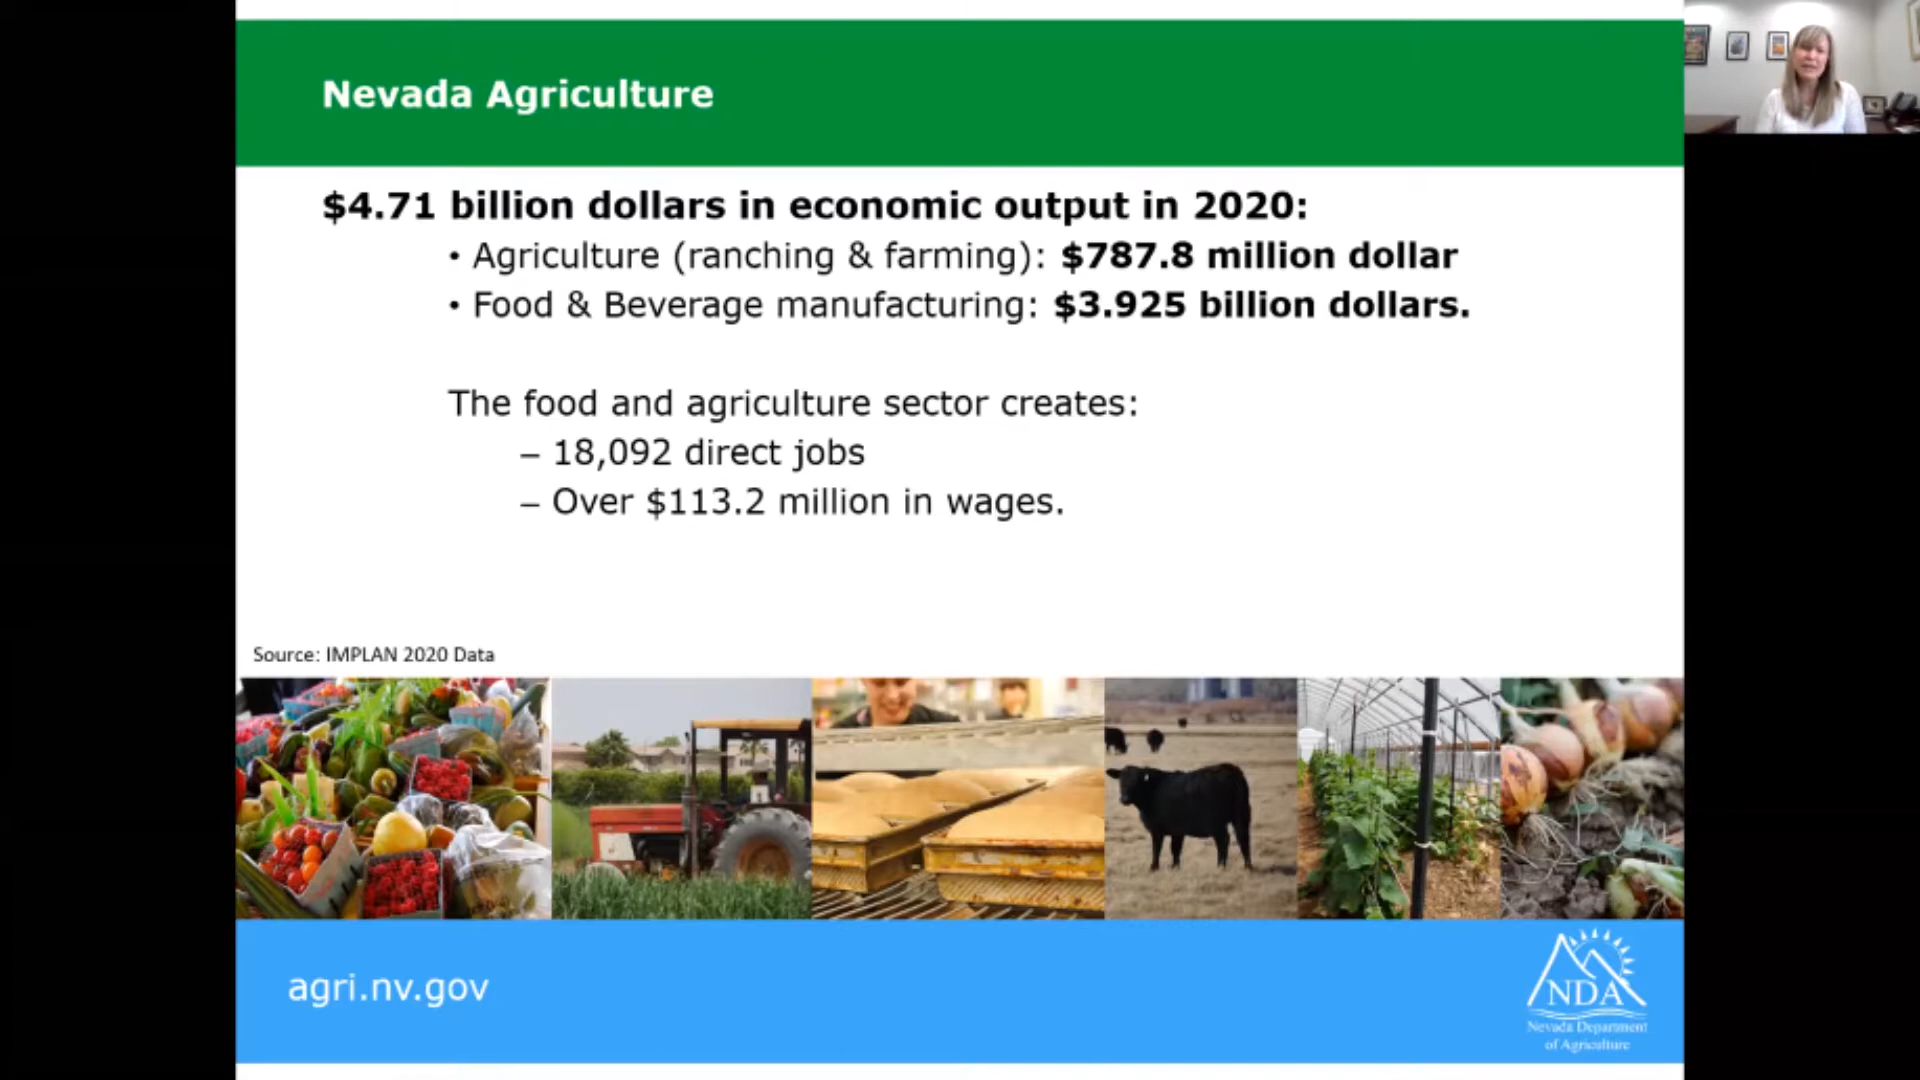 Nevada Agriculture
$4.71 billion dollars in economic output in 2020:
• Agriculture (ranching & farming): $787.8 million dollar
• Food & Beverage manufacturing: $3.925 billion dollars.
The food and agriculture sector creates:
– 18,092 direct jobs
– Over $113.2 million in wages.
Source: IMPLAN 2020 Data
agri.nv.gov
NDA
Nevada Department
of Agriculture